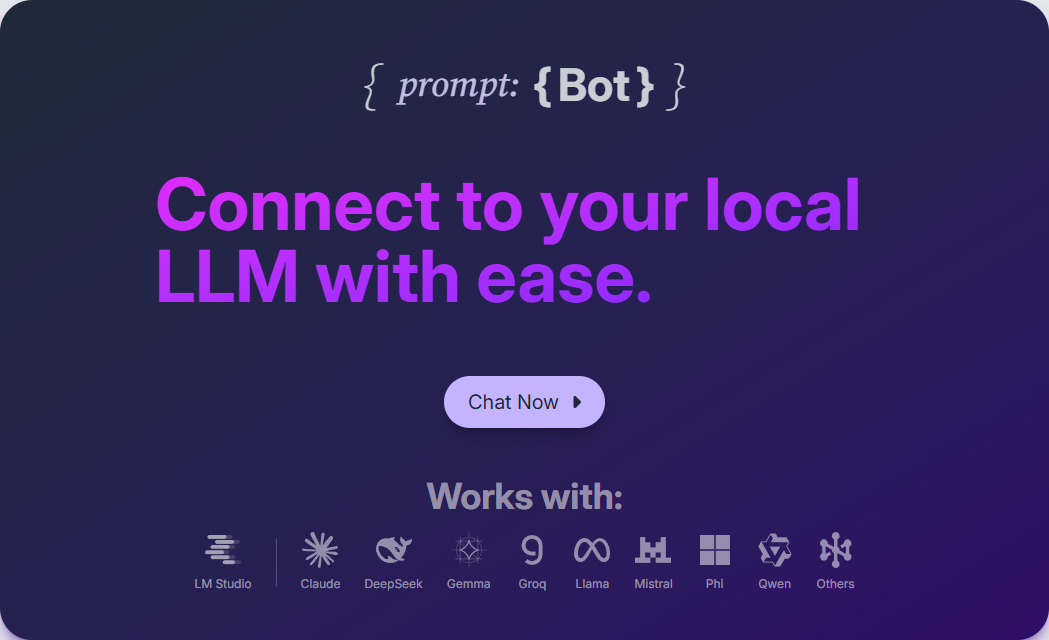 { prompt: {Bot} }
Connect to your local
LLM with ease.
Chat Now
Works with:
LM Studio Claude DeepSeek Gemma Groq Llama Mistral Phi Qwen Others